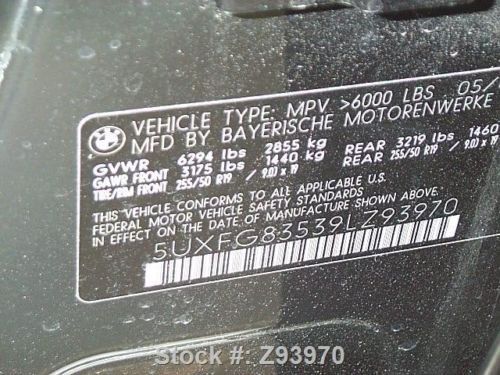 BMW
VEHICLE TYPE: MPV >6000 LBS 05/
MFD BY BAYERISCHE MOTORENWERKE
GVWR 6294 lbs 2855 kg
GAWR FRONT 3175 lbs 1440 kg REAR 3219 lbs 1460
TIRE/RIM FRONT 255/50 R19 / 9.0J x 19 REAR 255/50 R19 / 9.0J x 19
THIS VEHICLE CONFORMS TO ALL APPLICABLE
FEDERAL MOTOR VEHICLE SAFETY STANDARDS
IN EFFECT ON THE DATE OF MANUFACTURE SHOWN ABOVE.
5UXFG83539LZ93970
Stock #: Z93970